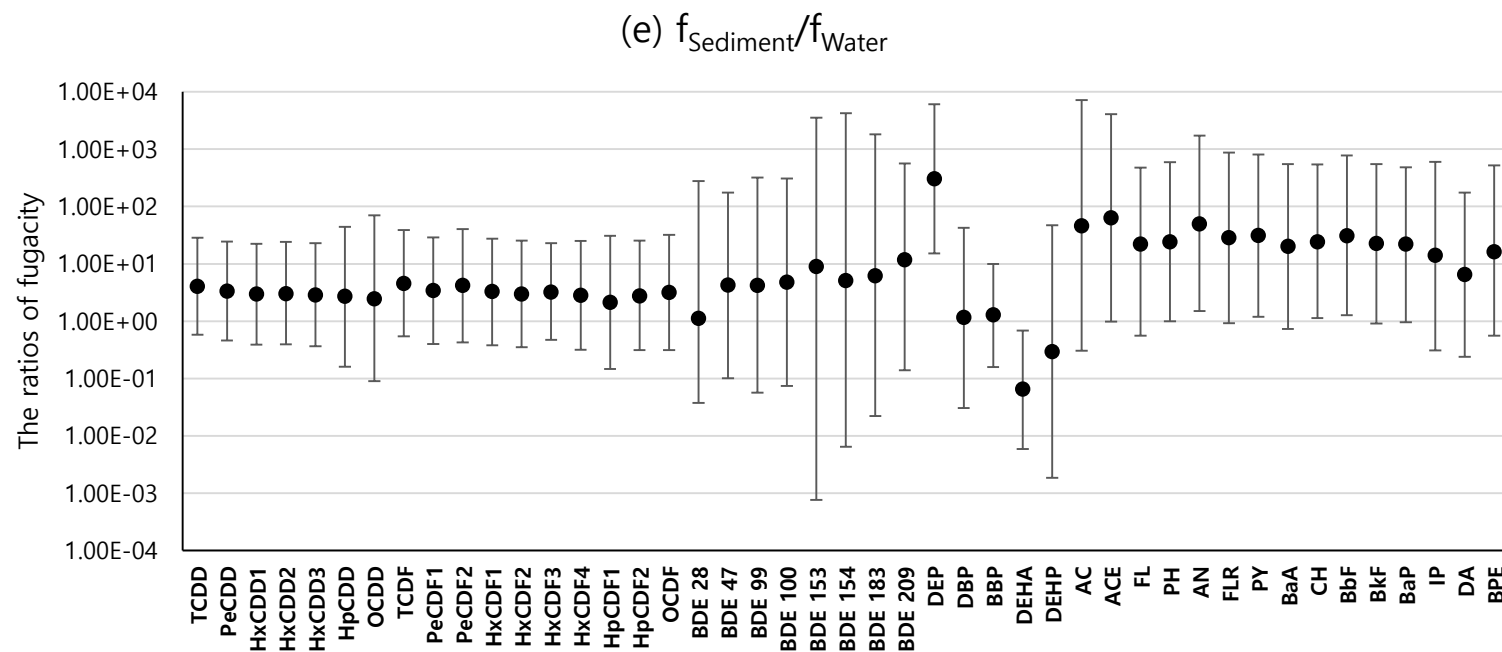 (e) fSediment/fWater
The ratios of fugacity
1.00E+04
1.00E+03
1.00E+02
1.00E+01
1.00E+00
1.00E-01
1.00E-02
1.00E-03
1.00E-04
TCDD
PeCDD
HxCDD1
HxCDD2
HxCDD3
HpCDD
OCDD
TCDF
PeCDF1
PeCDF2
HxCDF1
HxCDF2
HxCDF3
HxCDF4
HpCDF1
HpCDF2
OCDF
BDE 28
BDE 47
BDE 99
BDE 100
BDE 153
BDE 154
BDE 183
BDE 209
DEP
DBP
BBP
DEHA
DEHP
AC
ACE
FL
PH
AN
FLR
PY
BaA
CH
BbF
BkF
BaP
IP
DA
BPE